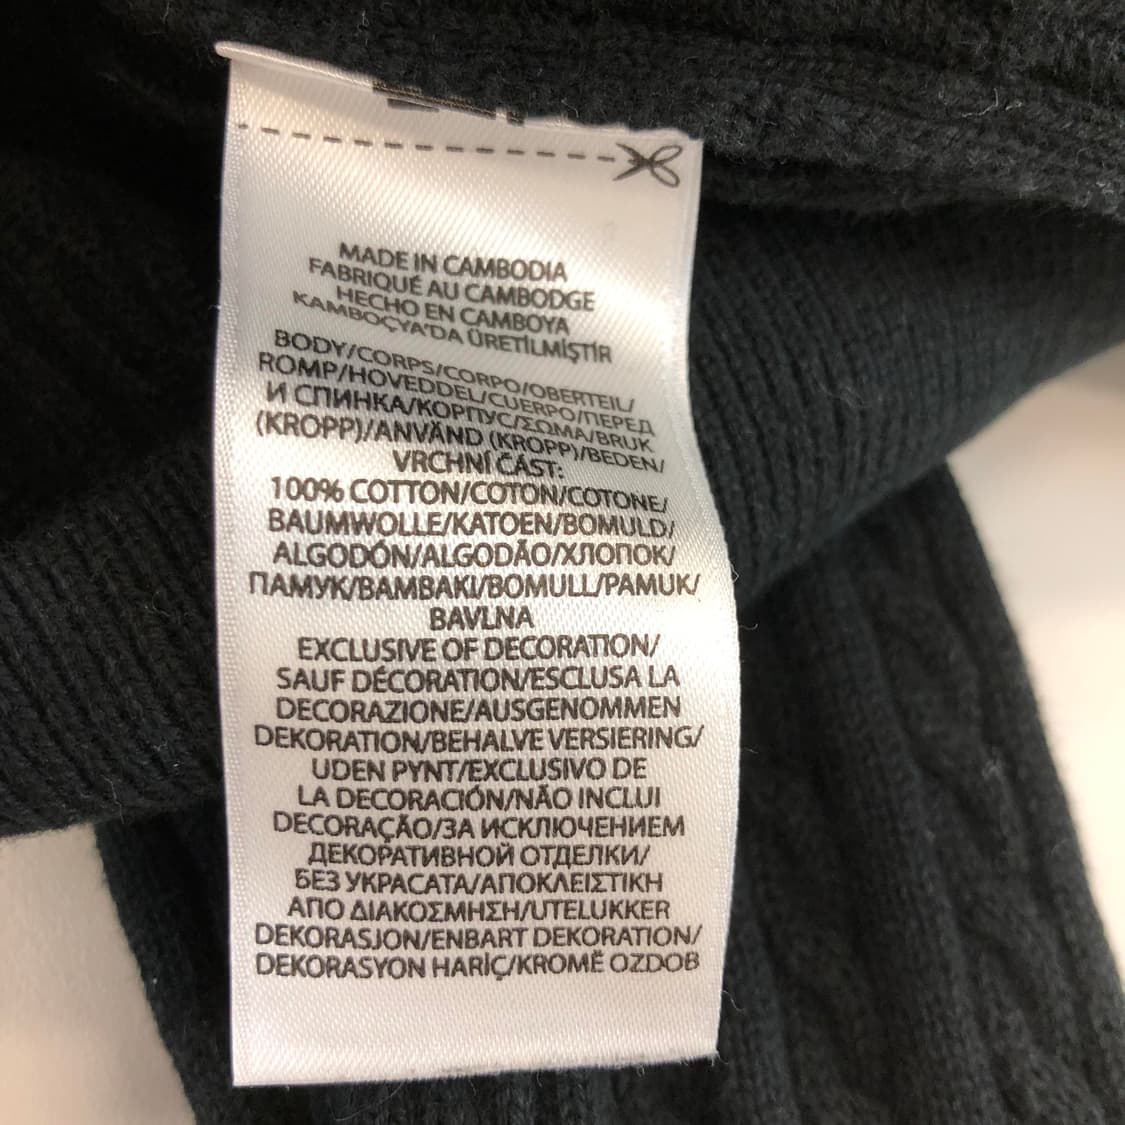 MADE IN CAMBODIA
FABRIQUÉ AU CAMBODGE
HECHO EN CAMBOYA
KAMBOÇYA'DA ÜRETİLMİŞTİR
BODY/CORPS/CORPO/OBERTEIL/
ROMP/HOVEDDEL/CUERPO/ПЕРЕД
И СПИНКА/КОРПУС/ΣΩΜΑ/BRUK
(KROPP)/ANVÄND (KROPP)/BEDEN/
VRCHNÍ ČÁST:
100% COTTON/COTON/COTONE/
BAUMWOLLE/KATOEN/BOMULD/
ALGODÓN/ALGODÃO/ХЛОПОК/
ПАМУК/ΒΑΜΒΑΚΙ/BOMULL/PAMUK/
BAVLNA
EXCLUSIVE OF DECORATION/
SAUF DÉCORATION/ESCLUSA LA
DECORAZIONE/AUSGENOMMEN
DEKORATION/BEHALVE VERSIERING/
UDEN PYNT/EXCLUSIVO DE
LA DECORACIÓN/NÃO INCLUI
DECORAÇÃO/ЗА ИСКЛЮЧЕНИЕМ
ДЕКОРАТИВНОЙ ОТДЕЛКИ/
БЕЗ УКРАСАТА/ΑΠΟΚΛΕΙΣΤΙΚΗ
ΑΠΟ ΔΙΑΚΟΣΜΗΣΗ/UTELUKKER
DEKORASJON/ENBART DEKORATION/
DEKORASYON HARİÇ/KROMĚ OZDOB